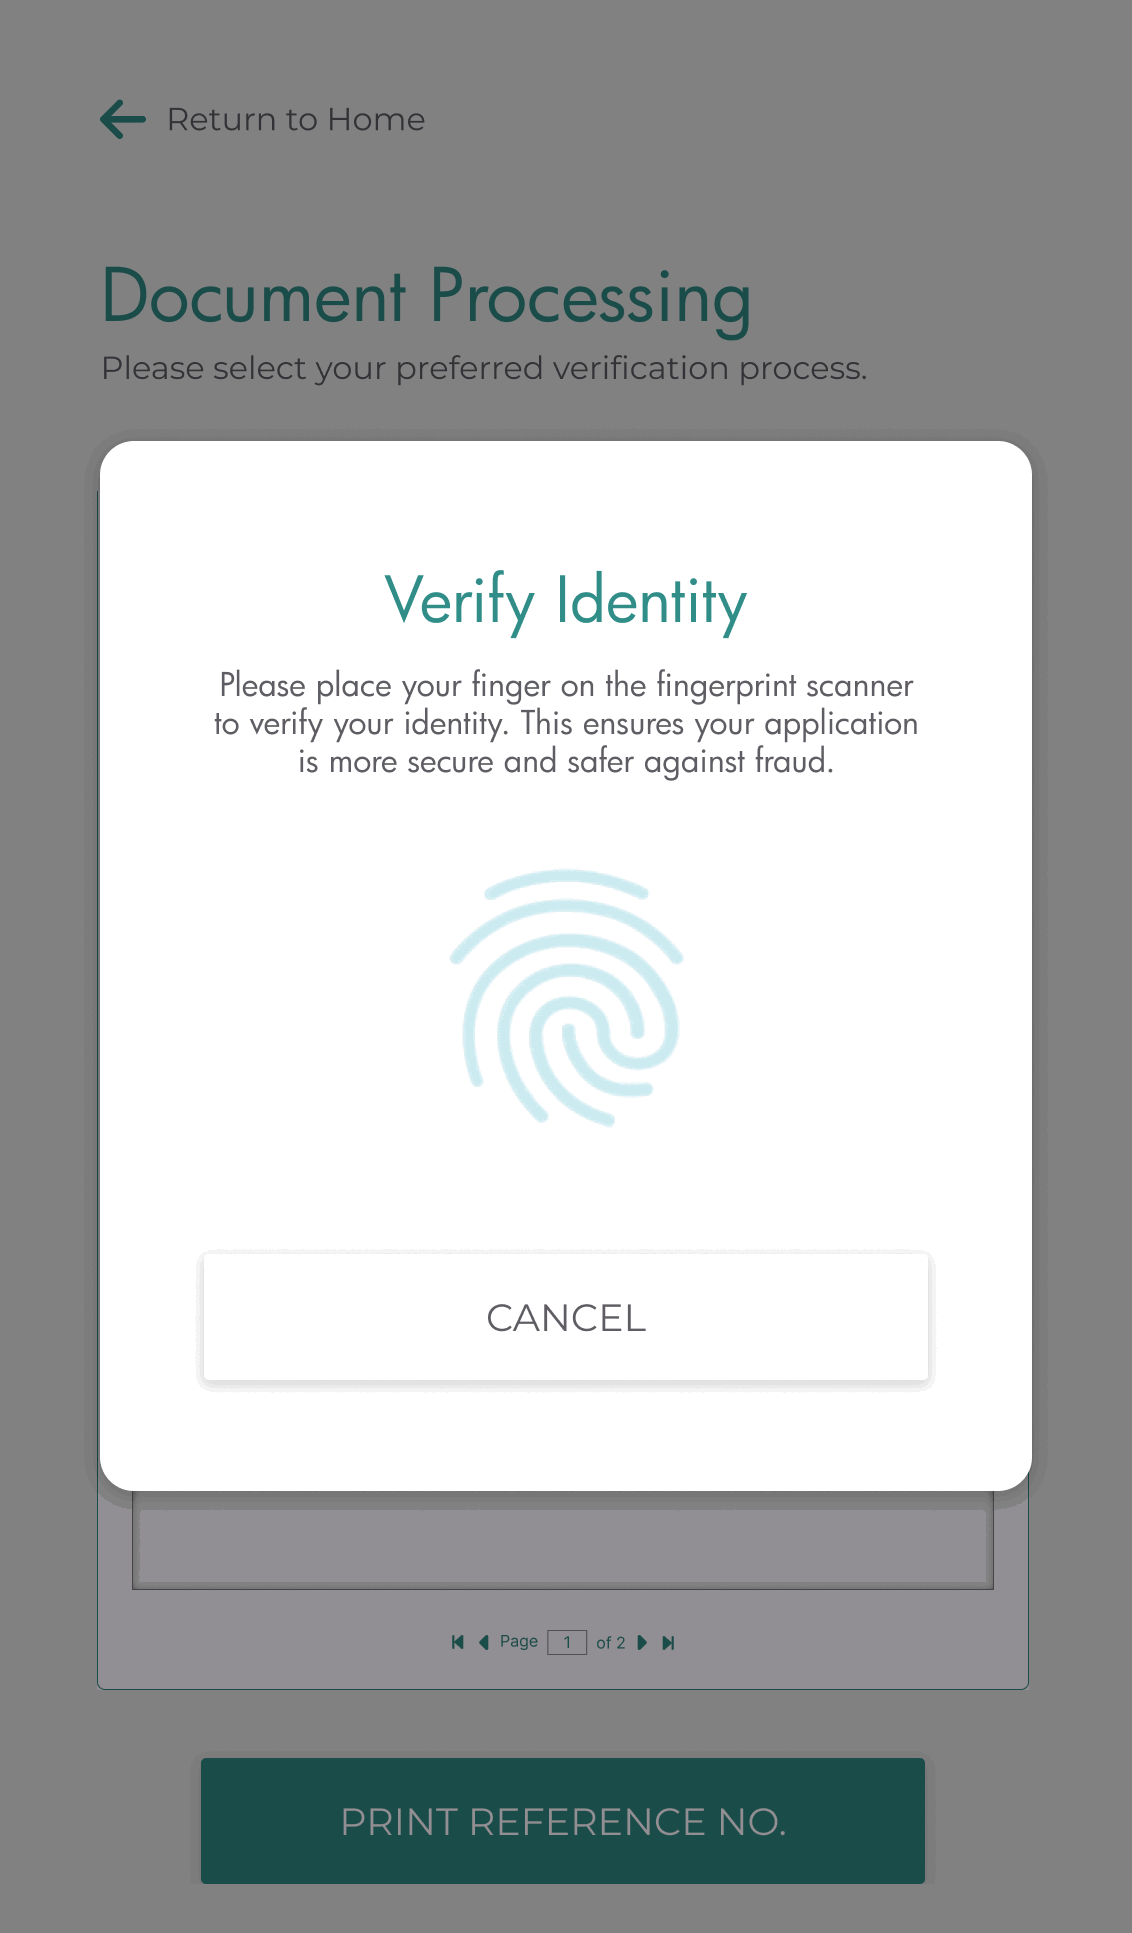 Return to Home
Document Processing
Please select your preferred verification process.
Verify Identity
Please place your finger on the fingerprint scanner
to verify your identity. This ensures your application
is more secure and safer against fraud.
CANCEL
Page 1 of 2
PRINT REFERENCE NO.